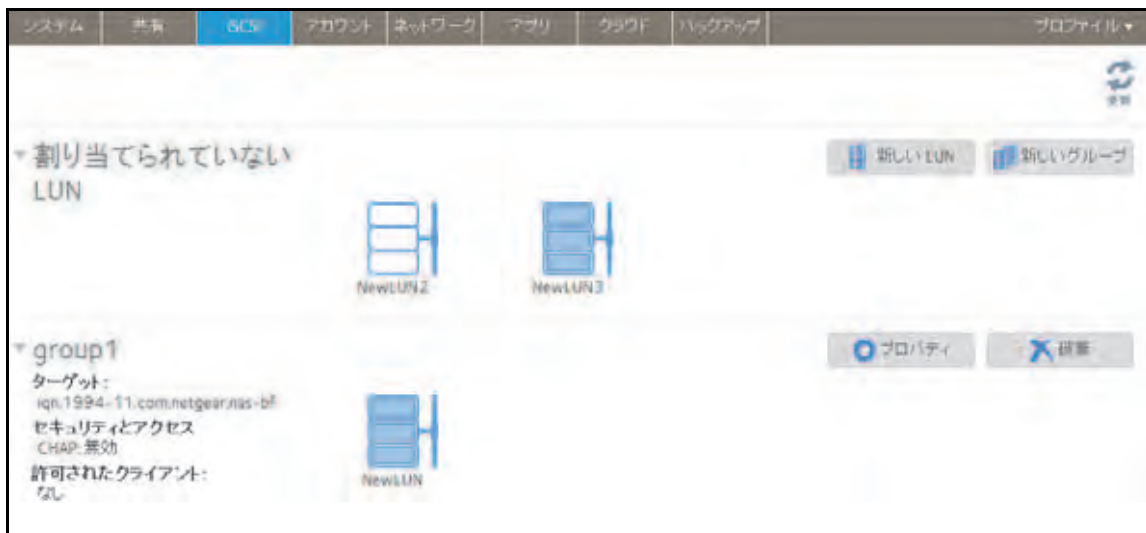 システム 共有 iSCSI アカウント ネットワーク アプリ クラウド バックアップ プロファイル ▾
更新
割り当てられていない
LUN
新しい LUN 新しいグループ
NewLUN2 NewLUN3
group1
プロパティ 破棄
ターゲット:
iqn.1994-11.com.netgear:nas-bf
セキュリティとアクセス
CHAP: 無効
許可されたクライアント:
なし
NewLUN